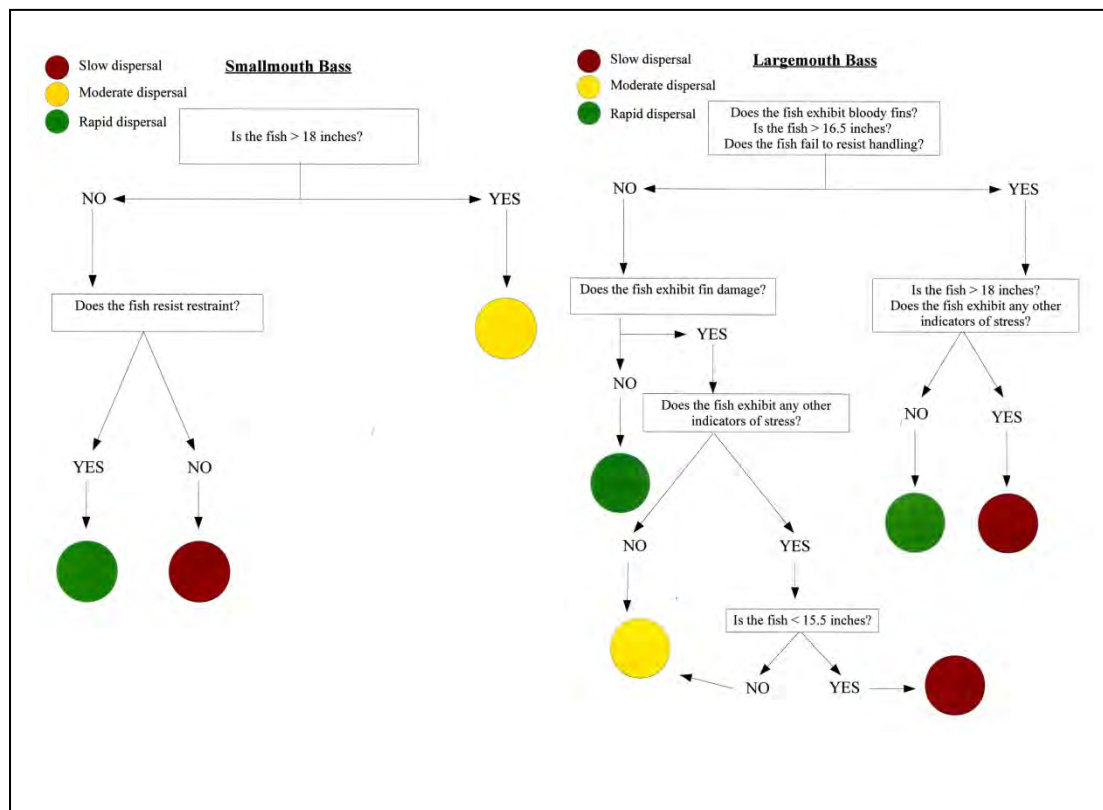 Smallmouth Bass
Slow dispersal
Moderate dispersal
Rapid dispersal
Is the fish > 18 inches?
NO
YES
Does the fish resist restraint?
YES
NO
Largemouth Bass
Slow dispersal
Moderate dispersal
Rapid dispersal
Does the fish exhibit bloody fins?
Is the fish > 16.5 inches?
Does the fish fail to resist handling?
NO
YES
Does the fish exhibit fin damage?
YES
NO
Does the fish exhibit any other
indicators of stress?
NO
YES
Is the fish < 15.5 inches?
NO
YES
Is the fish > 18 inches?
Does the fish exhibit any other
indicators of stress?
NO
YES